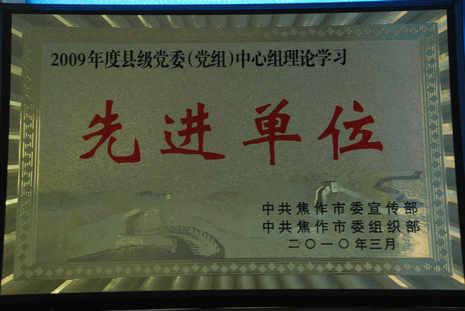 2009年度县级党委(党组)中心组理论学习
先进单位
中共焦作市委宣传部
中共焦作市委组织部
二〇一〇年三月